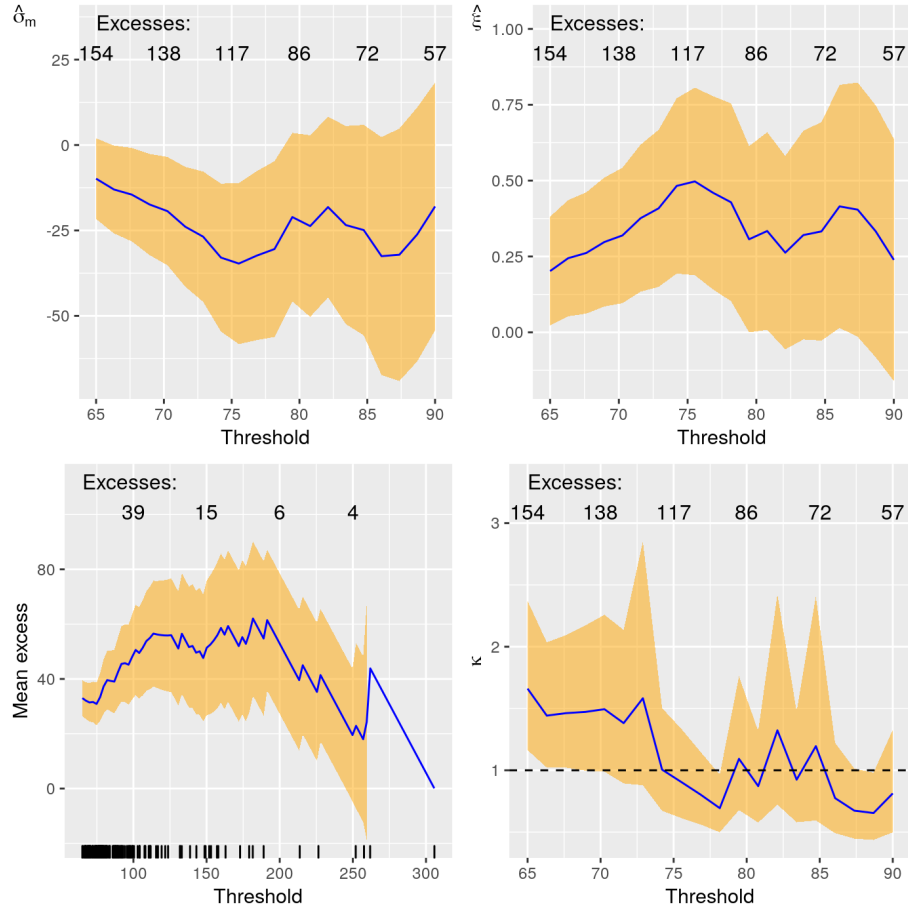 σ̂m
Excesses:
154 138 117 86 72 57
25
0
-25
-50
65 70 75 80 85 90
Threshold
ξ̂
Excesses:
154 138 117 86 72 57
1.00
0.75
0.50
0.25
0.00
65 70 75 80 85 90
Threshold
Excesses:
39 15 6 4
Mean excess
80
40
0
100 150 200 250 300
Threshold
Excesses:
154 138 117 86 72 57
κ
3
2
1
65 70 75 80 85 90
Threshold